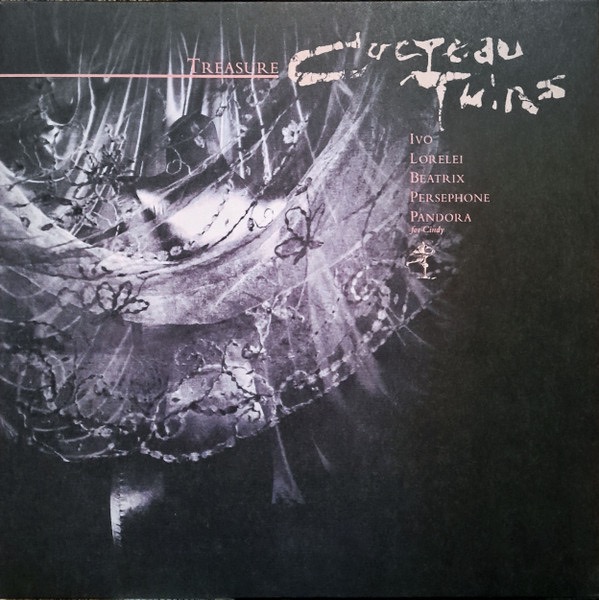 TREASURE
Cocteau
Twins
IVO
LORELEI
BEATRIX
PERSEPHONE
PANDORA
for Cindy